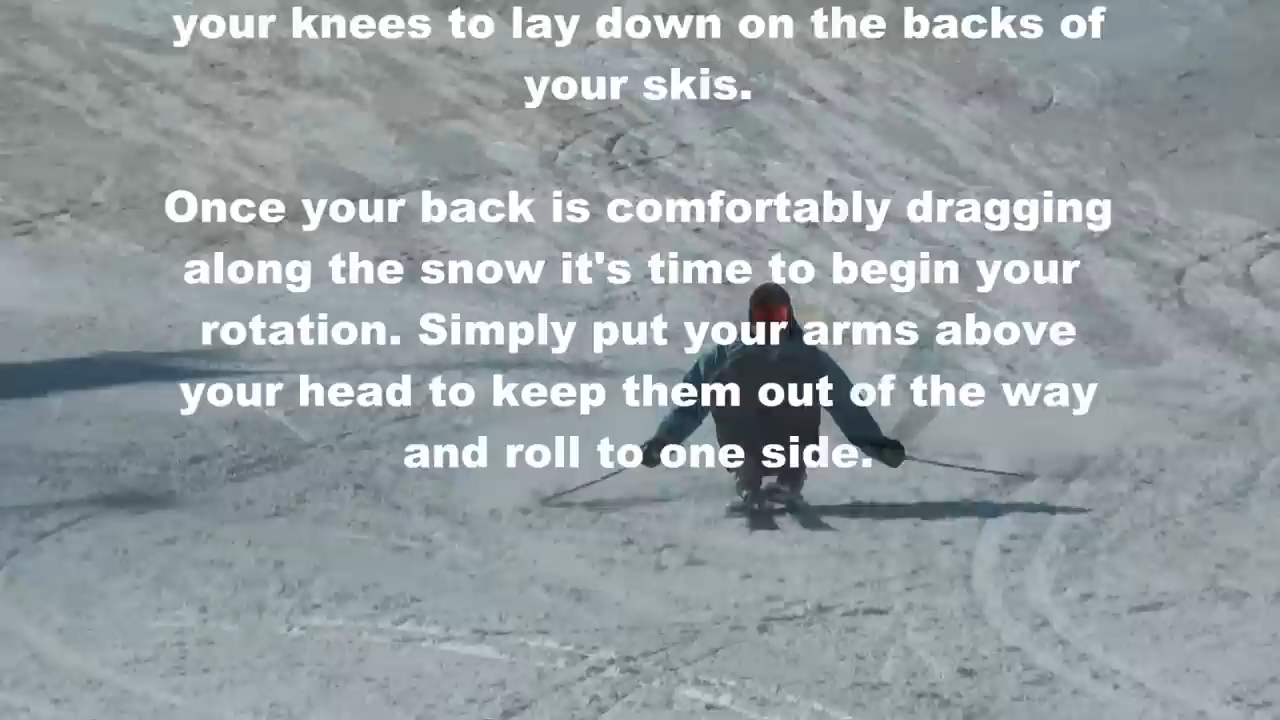 your knees to lay down on the backs of
your skis.
Once your back is comfortably dragging
along the snow it's time to begin your
rotation. Simply put your arms above
your head to keep them out of the way
and roll to one side.